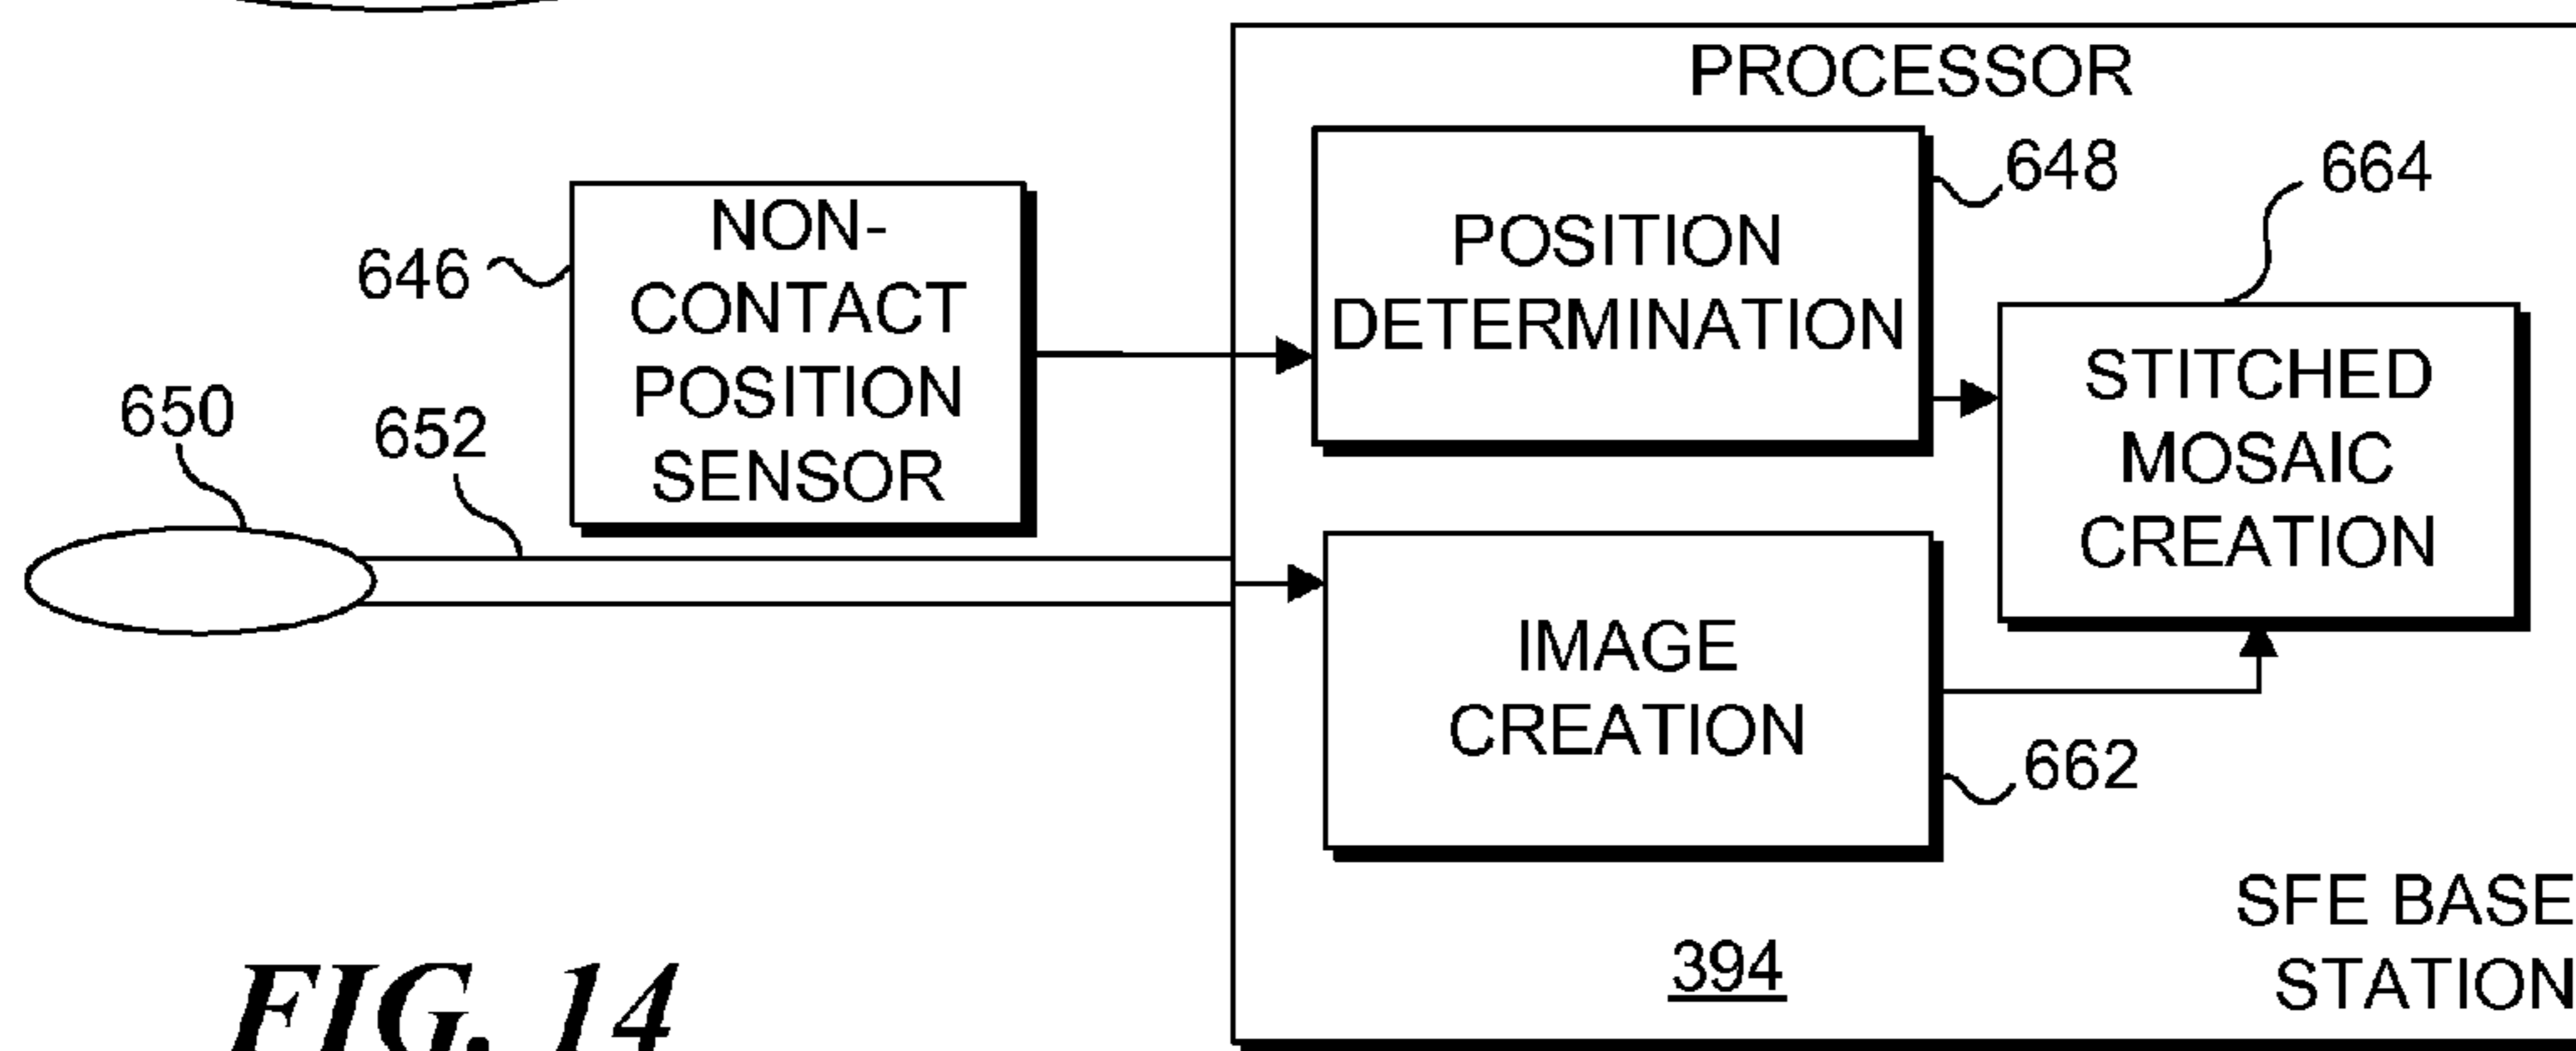 PROCESSOR
648
664
NON-
CONTACT
POSITION
SENSOR
646
POSITION
DETERMINATION
STITCHED
MOSAIC
CREATION
650
652
IMAGE
CREATION
662
SFE BASE
STATION
394
FIG. 14